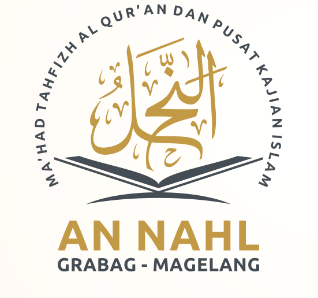 MA'HAD TAHFIZH AL QUR'AN DAN PUSAT KAJIAN ISLAM
النحل
AN NAHL
GRABAG - MAGELANG